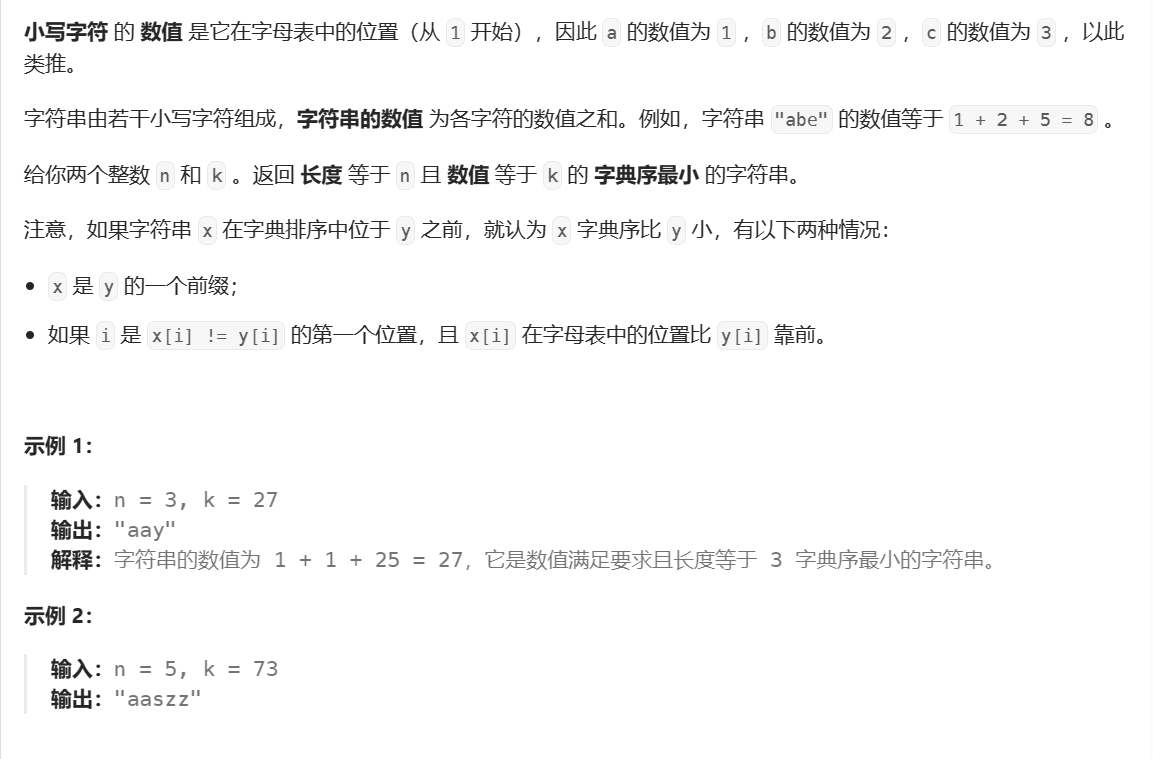 小写字符 的 数值 是它在字母表中的位置（从 1 开始），因此 a 的数值为 1 ，b 的数值为 2 ，c 的数值为 3 ，以此
类推。
字符串由若干小写字符组成，字符串的数值 为各字符的数值之和。例如，字符串 "abe" 的数值等于 1 + 2 + 5 = 8 。
给你两个整数 n 和 k 。返回 长度 等于 n 且 数值 等于 k 的 字典序最小 的字符串。
注意，如果字符串 x 在字典排序中位于 y 之前，就认为 x 字典序比 y 小，有以下两种情况：
• x 是 y 的一个前缀；
• 如果 i 是 x[i] != y[i] 的第一个位置，且 x[i] 在字母表中的位置比 y[i] 靠前。
示例 1：
输入：n = 3, k = 27
输出："aay"
解释：字符串的数值为 1 + 1 + 25 = 27，它是数值满足要求且长度等于 3 字典序最小的字符串。
示例 2：
输入：n = 5, k = 73
输出："aaszz"